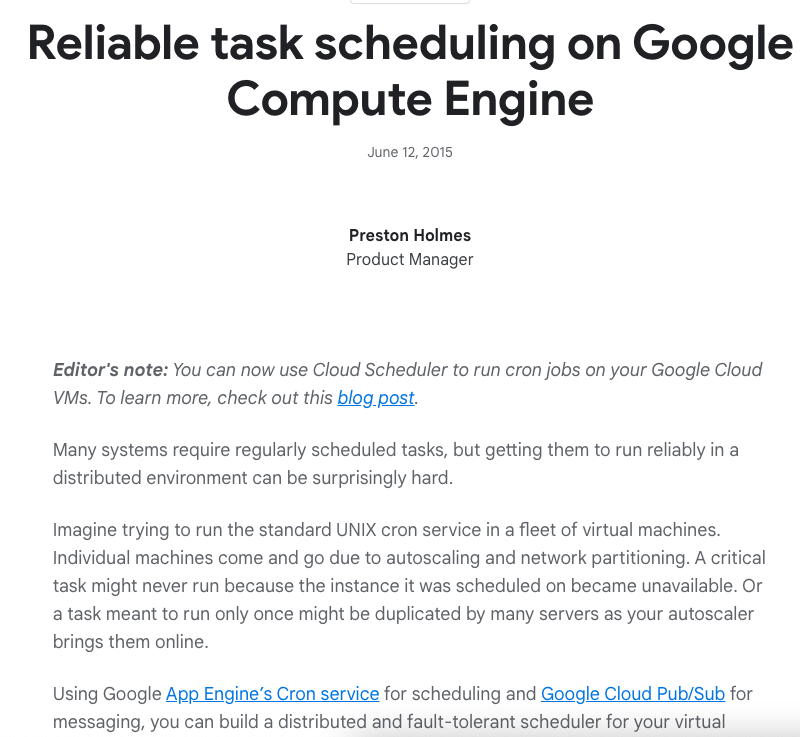 Reliable task scheduling on Google
Compute Engine
June 12, 2015
Preston Holmes
Product Manager
Editor's note: You can now use Cloud Scheduler to run cron jobs on your Google Cloud
VMs. To learn more, check out this blog post.
Many systems require regularly scheduled tasks, but getting them to run reliably in a
distributed environment can be surprisingly hard.
Imagine trying to run the standard UNIX cron service in a fleet of virtual machines.
Individual machines come and go due to autoscaling and network partitioning. A critical
task might never run because the instance it was scheduled on became unavailable. Or
a task meant to run only once might be duplicated by many servers as your autoscaler
brings them online.
Using Google App Engine’s Cron service for scheduling and Google Cloud Pub/Sub for
messaging, you can build a distributed and fault-tolerant scheduler for your virtual